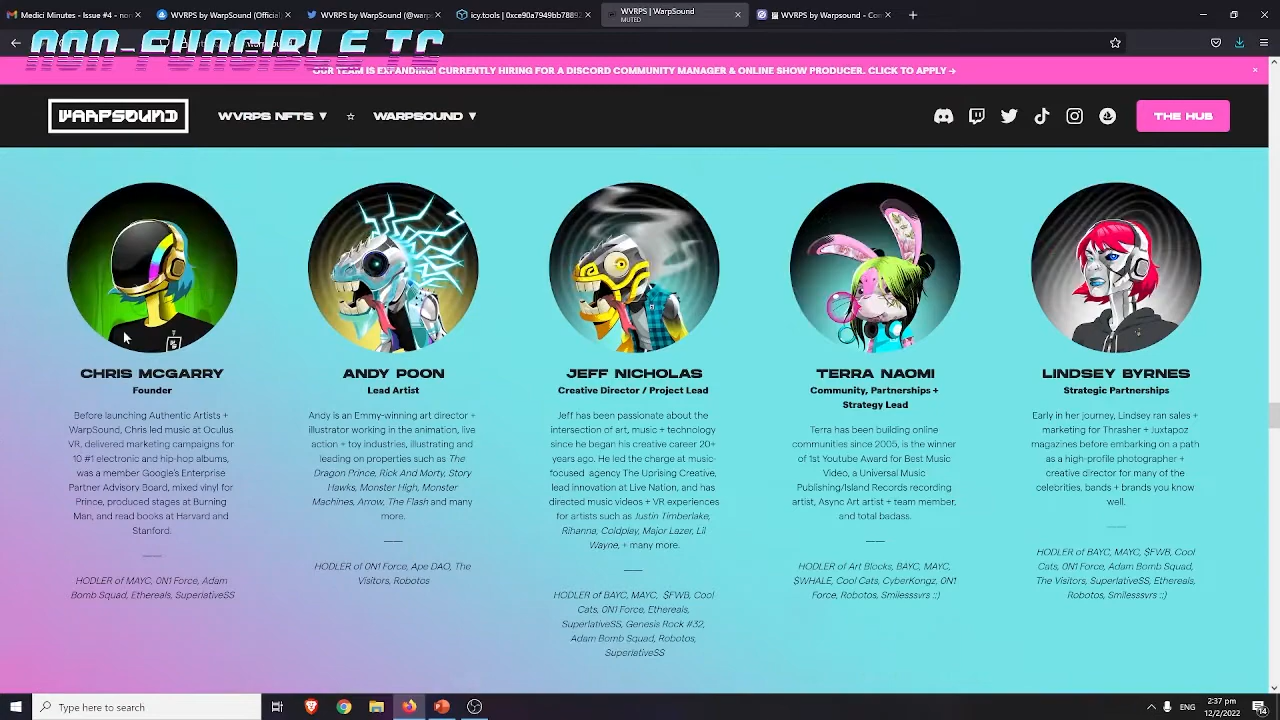 Medici Minutes - Issue #4 - nor
WVRPS by WarpSound (Official)
WVRPS by WarpSound (@warps
icy.tools | 0xce90a7949bb7889
WVRPS | WarpSound
MUTED
WVRPS by WarpSound - Con
NON-FUNGIBLE TC
OUR TEAM IS EXPANDING! CURRENTLY HIRING FOR A DISCORD COMMUNITY MANAGER & ONLINE SHOW PRODUCER. CLICK TO APPLY →
WARPSOUND
WVRPS NFTS ▼
☆
WARPSOUND ▼
THE HUB
CHRIS MCGARRY
Founder
Before launching Authentic Artists +
WarpSound, Chris led music at Oculus
VR, delivered marketing campaigns for
10 #1 electronic and hip-hop albums,
was a member Google's Enterprise
Partner Advisory Board, mixed vinyl for
Prince, produced stages at Burning
Man, and read books at Harvard and
Stanford.
HODLER of MAYC, 0N1 Force, Adam
Bomb Squad, Ethereals, SuperlativeSS
ANDY POON
Lead Artist
Andy is an Emmy-winning art director +
illustrator working in the animation, live
action + toy industries, illustrating and
leading on properties such as The
Dragon Prince, Rick And Morty, Story
Hawks, Monster High, Monster
Machines, Arrow, The Flash and many
more.
HODLER of 0N1 Force, Ape DAO, The
Visitors, Robotos
JEFF NICHOLAS
Creative Director / Project Lead
Jeff has been passionate about the
intersection of art, music + technology
since he began his creative career 20+
years ago. He led the charge at music-
focused agency The Uprising Creative,
lead innovation at Live Nation, and has
directed music videos + VR experiences
for artists such as Justin Timberlake,
Rihanna, Coldplay, Major Lazer, Lil
Wayne, + many more.
HODLER of BAYC, MAYC, $FWB, Cool
Cats, 0N1 Force, Ethereals,
SuperlativeSS, Genesis Rock #32,
Adam Bomb Squad, Robotos,
SuperlativeSS
TERRA NAOMI
Community, Partnerships +
Strategy Lead
Terra has been building online
communities since 2005, is the winner
of 1st Youtube Award for Best Music
Video, a Universal Music
Publishing/Island Records recording
artist, Async Art artist + team member,
and total badass.
HODLER of Art Blocks, BAYC, MAYC,
$WHALE, Cool Cats, CyberKongz, 0N1
Force, Robotos, Smilesssvrs ::)
LINDSEY BYRNES
Strategic Partnerships
Early in her journey, Lindsey ran sales +
marketing for Thrasher + Juxtapoz
magazines before embarking on a path
as a high-profile photographer +
creative director for many of the
celebrities, bands + brands you know
well.
HODLER of BAYC, MAYC, $FWB, Cool
Cats, 0N1 Force, Adam Bomb Squad,
The Visitors, SuperlativeSS, Ethereals,
Robotos, Smilesssvrs ::)
Type here to search
ENG
2:37 pm
12/2/2022